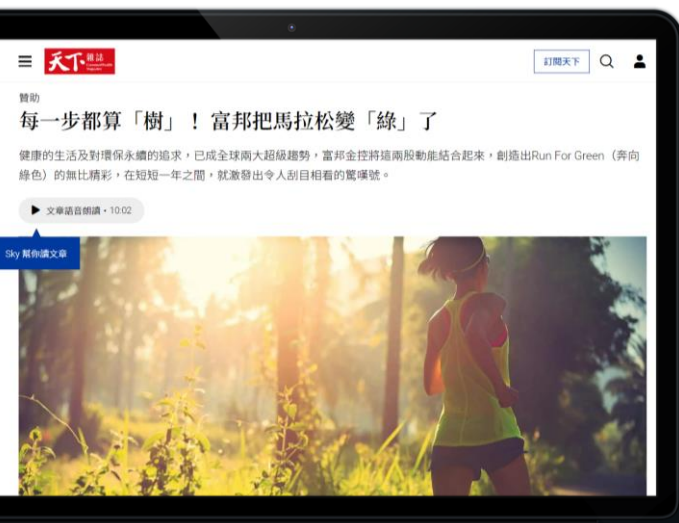 天下 雜誌
訂閱天下
贊助
每一步都算「樹」！富邦把馬拉松變「綠」了
健康的生活及對環保永續的追求，已成全球兩大超級趨勢，富邦金控將這兩股動能結合起來，創造出Run For Green（奔向
綠色）的無比精彩，在短短一年之間，就激發出令人刮目相看的驚嘆號。
文章語音朗讀・10:02
Sky 幫你讀文章